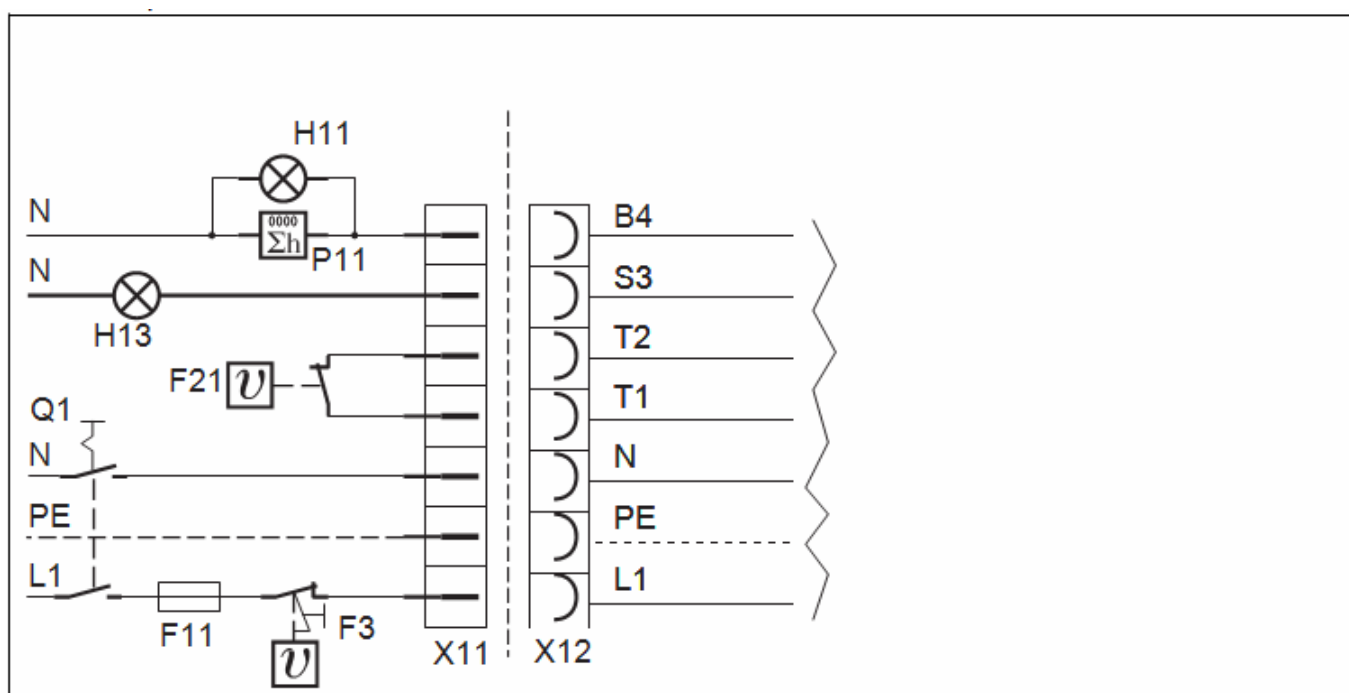 H11
N
0000
Σh
P11
B4
N
H13
S3
F21
υ
T2
T1
Q1
N
N
PE
PE
L1
F11
υ
F3
L1
X11
X12